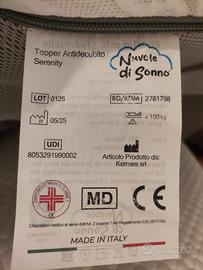 Topper Antidecubito
Serenity
Nuvole
di Sonno
LOT 0125
BD/RDM 2781798
05/25
≤ 100kg
UDI
8053291990002
Articolo Prodotto da:
Kermes srl
MD
CE
MADE IN ITALY